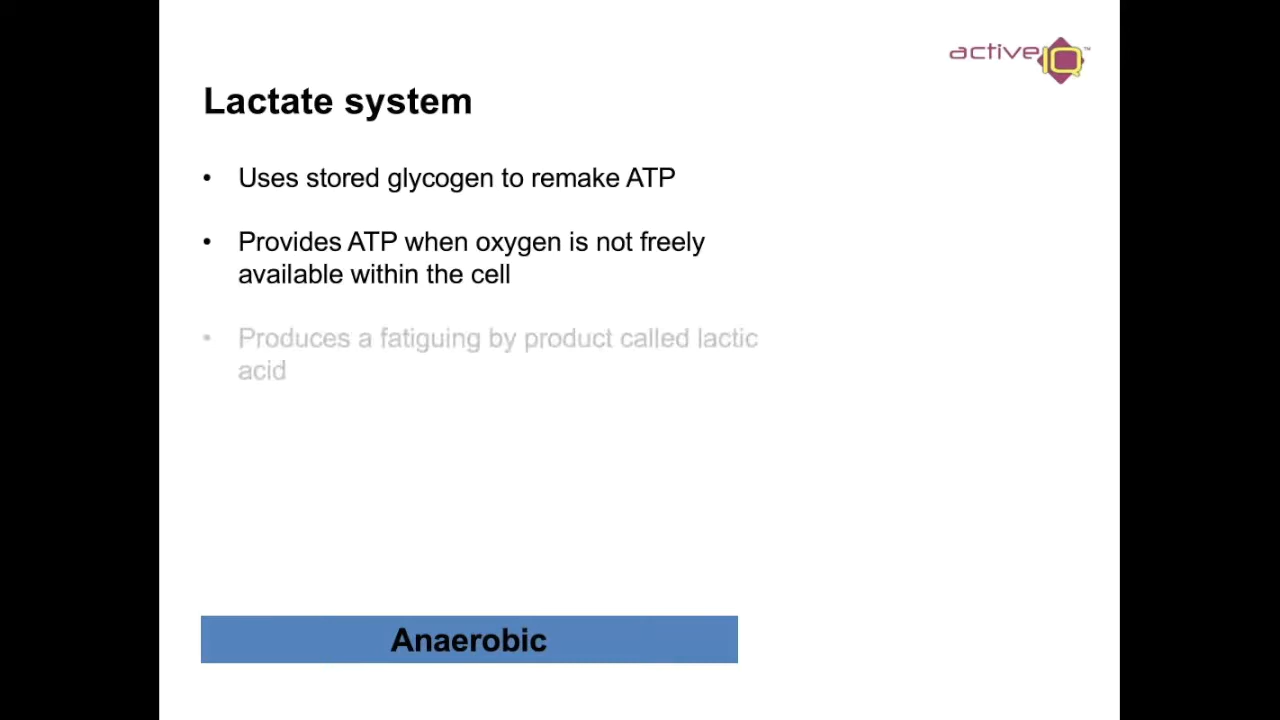 active IQ™
Lactate system
• Uses stored glycogen to remake ATP
• Provides ATP when oxygen is not freely
available within the cell
• Produces a fatiguing by product called lactic
acid
Anaerobic